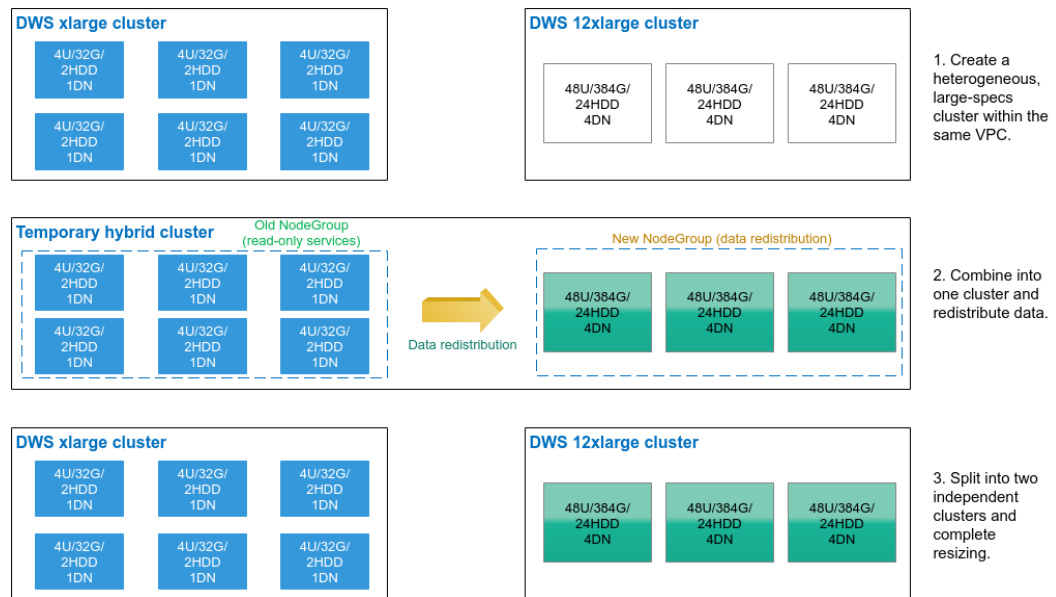 DWS xlarge cluster
4U/32G/
2HDD
1DN
4U/32G/
2HDD
1DN
4U/32G/
2HDD
1DN
4U/32G/
2HDD
1DN
4U/32G/
2HDD
1DN
4U/32G/
2HDD
1DN
DWS 12xlarge cluster
48U/384G/
24HDD
4DN
48U/384G/
24HDD
4DN
48U/384G/
24HDD
4DN
1. Create a
heterogeneous,
large-specs
cluster within the
same VPC.
Temporary hybrid cluster
Old NodeGroup
(read-only services)
4U/32G/
2HDD
1DN
4U/32G/
2HDD
1DN
4U/32G/
2HDD
1DN
4U/32G/
2HDD
1DN
4U/32G/
2HDD
1DN
4U/32G/
2HDD
1DN
Data redistribution
New NodeGroup (data redistribution)
48U/384G/
24HDD
4DN
48U/384G/
24HDD
4DN
48U/384G/
24HDD
4DN
2. Combine into
one cluster and
redistribute data.
DWS xlarge cluster
4U/32G/
2HDD
1DN
4U/32G/
2HDD
1DN
4U/32G/
2HDD
1DN
4U/32G/
2HDD
1DN
4U/32G/
2HDD
1DN
4U/32G/
2HDD
1DN
DWS 12xlarge cluster
48U/384G/
24HDD
4DN
48U/384G/
24HDD
4DN
48U/384G/
24HDD
4DN
3. Split into two
independent
clusters and
complete
resizing.